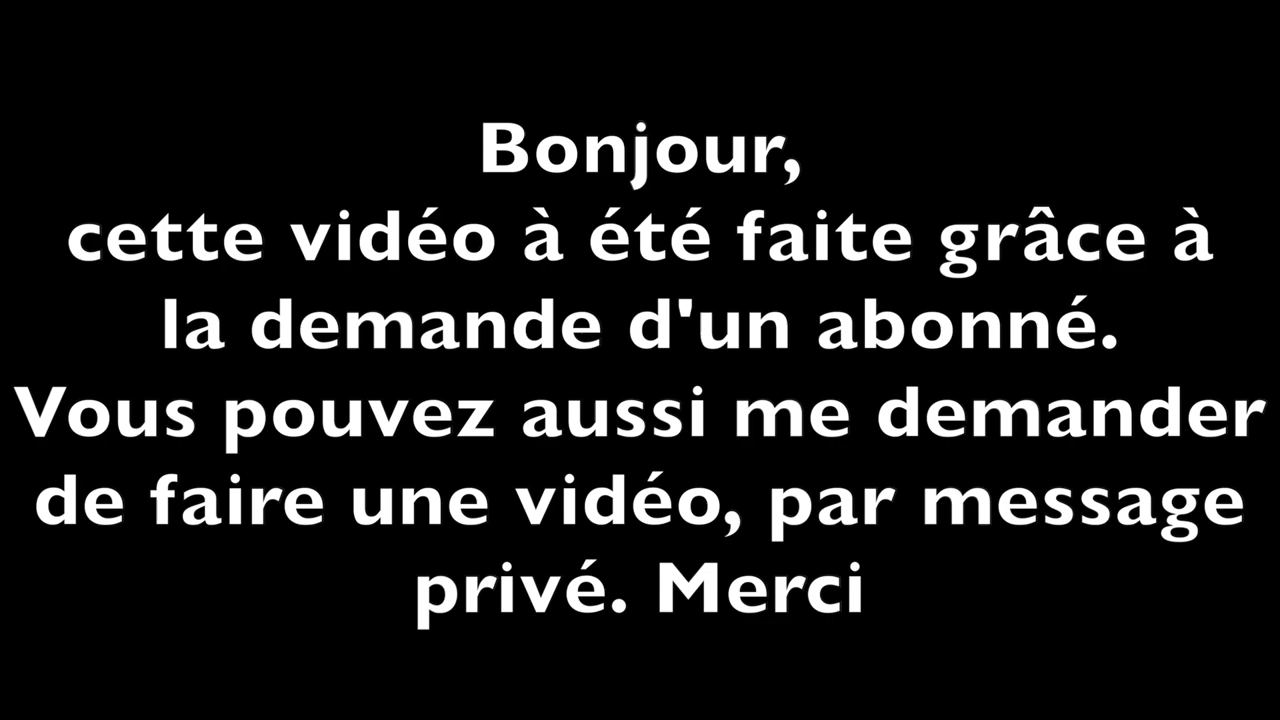 Bonjour,
cette vidéo à été faite grâce à
la demande d'un abonné.
Vous pouvez aussi me demander
de faire une vidéo, par message
privé. Merci